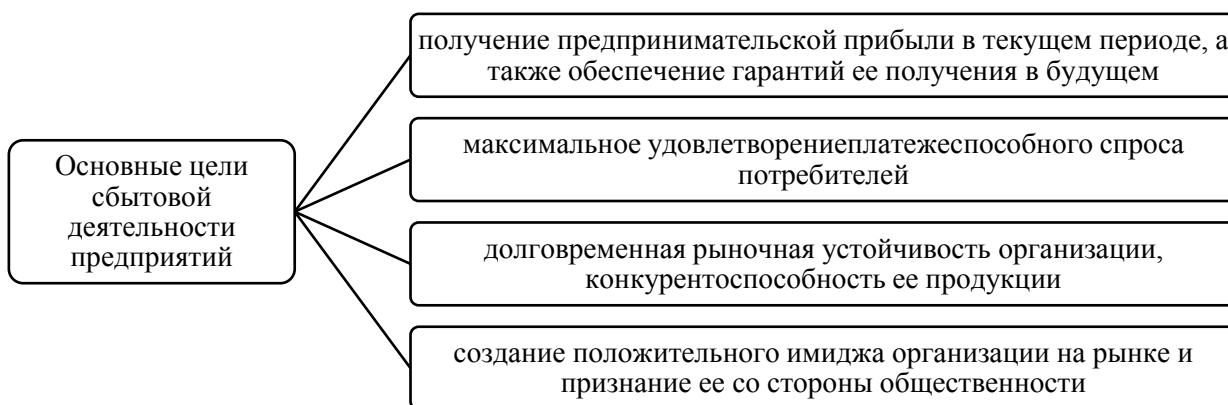 Основные цели
сбытовой
деятельности
предприятий
получение предпринимательской прибыли в текущем периоде, а
также обеспечение гарантий ее получения в будущем
максимальное удовлетворениеплатежеспособного спроса
потребителей
долговременная рыночная устойчивость организации,
конкурентоспособность ее продукции
создание положительного имиджа организации на рынке и
признание ее со стороны общественности